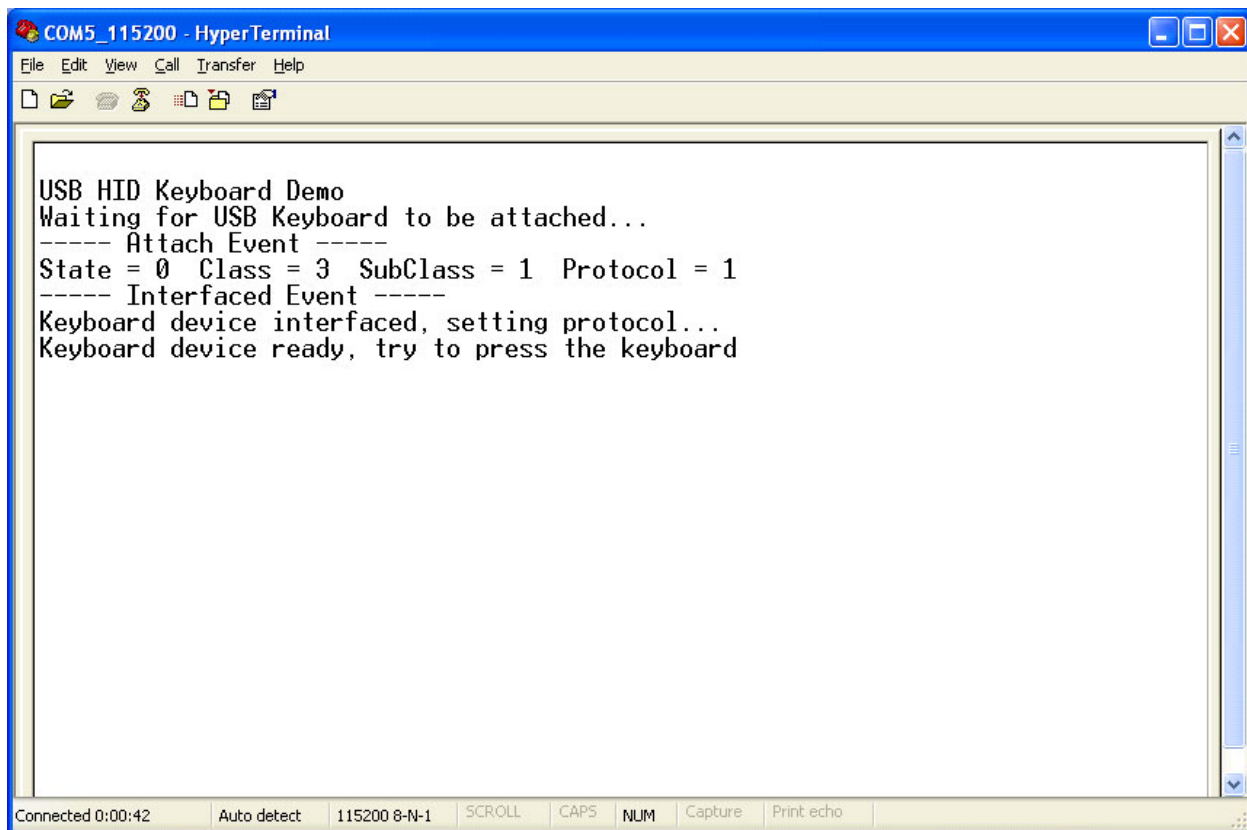 COM5_115200 - HyperTerminal
File Edit View Call Transfer Help
USB HID Keyboard Demo
Waiting for USB Keyboard to be attached...
----- Attach Event -----
State = 0  Class = 3  SubClass = 1  Protocol = 1
----- Interfaced Event -----
Keyboard device interfaced, setting protocol...
Keyboard device ready, try to press the keyboard
Connected 0:00:42 Auto detect 115200 8-N-1 SCROLL CAPS NUM Capture Print echo